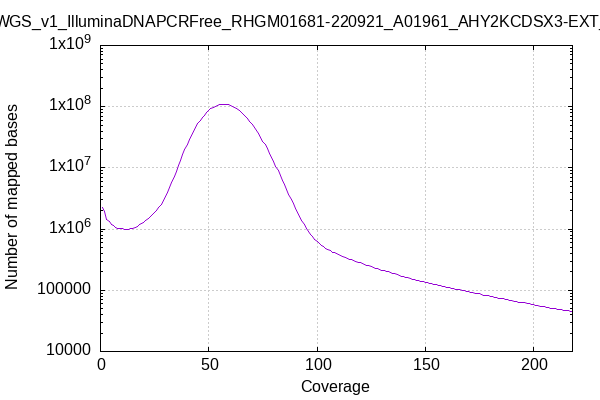 WGS_v1_IlluminaDNAPCRFree_RHGM01681-220921_A01961_AHY2KCDSX3-EXT_
Number of mapped bases
1x10^9
1x10^8
1x10^7
1x10^6
100000
10000
0 50 100 150 200
Coverage